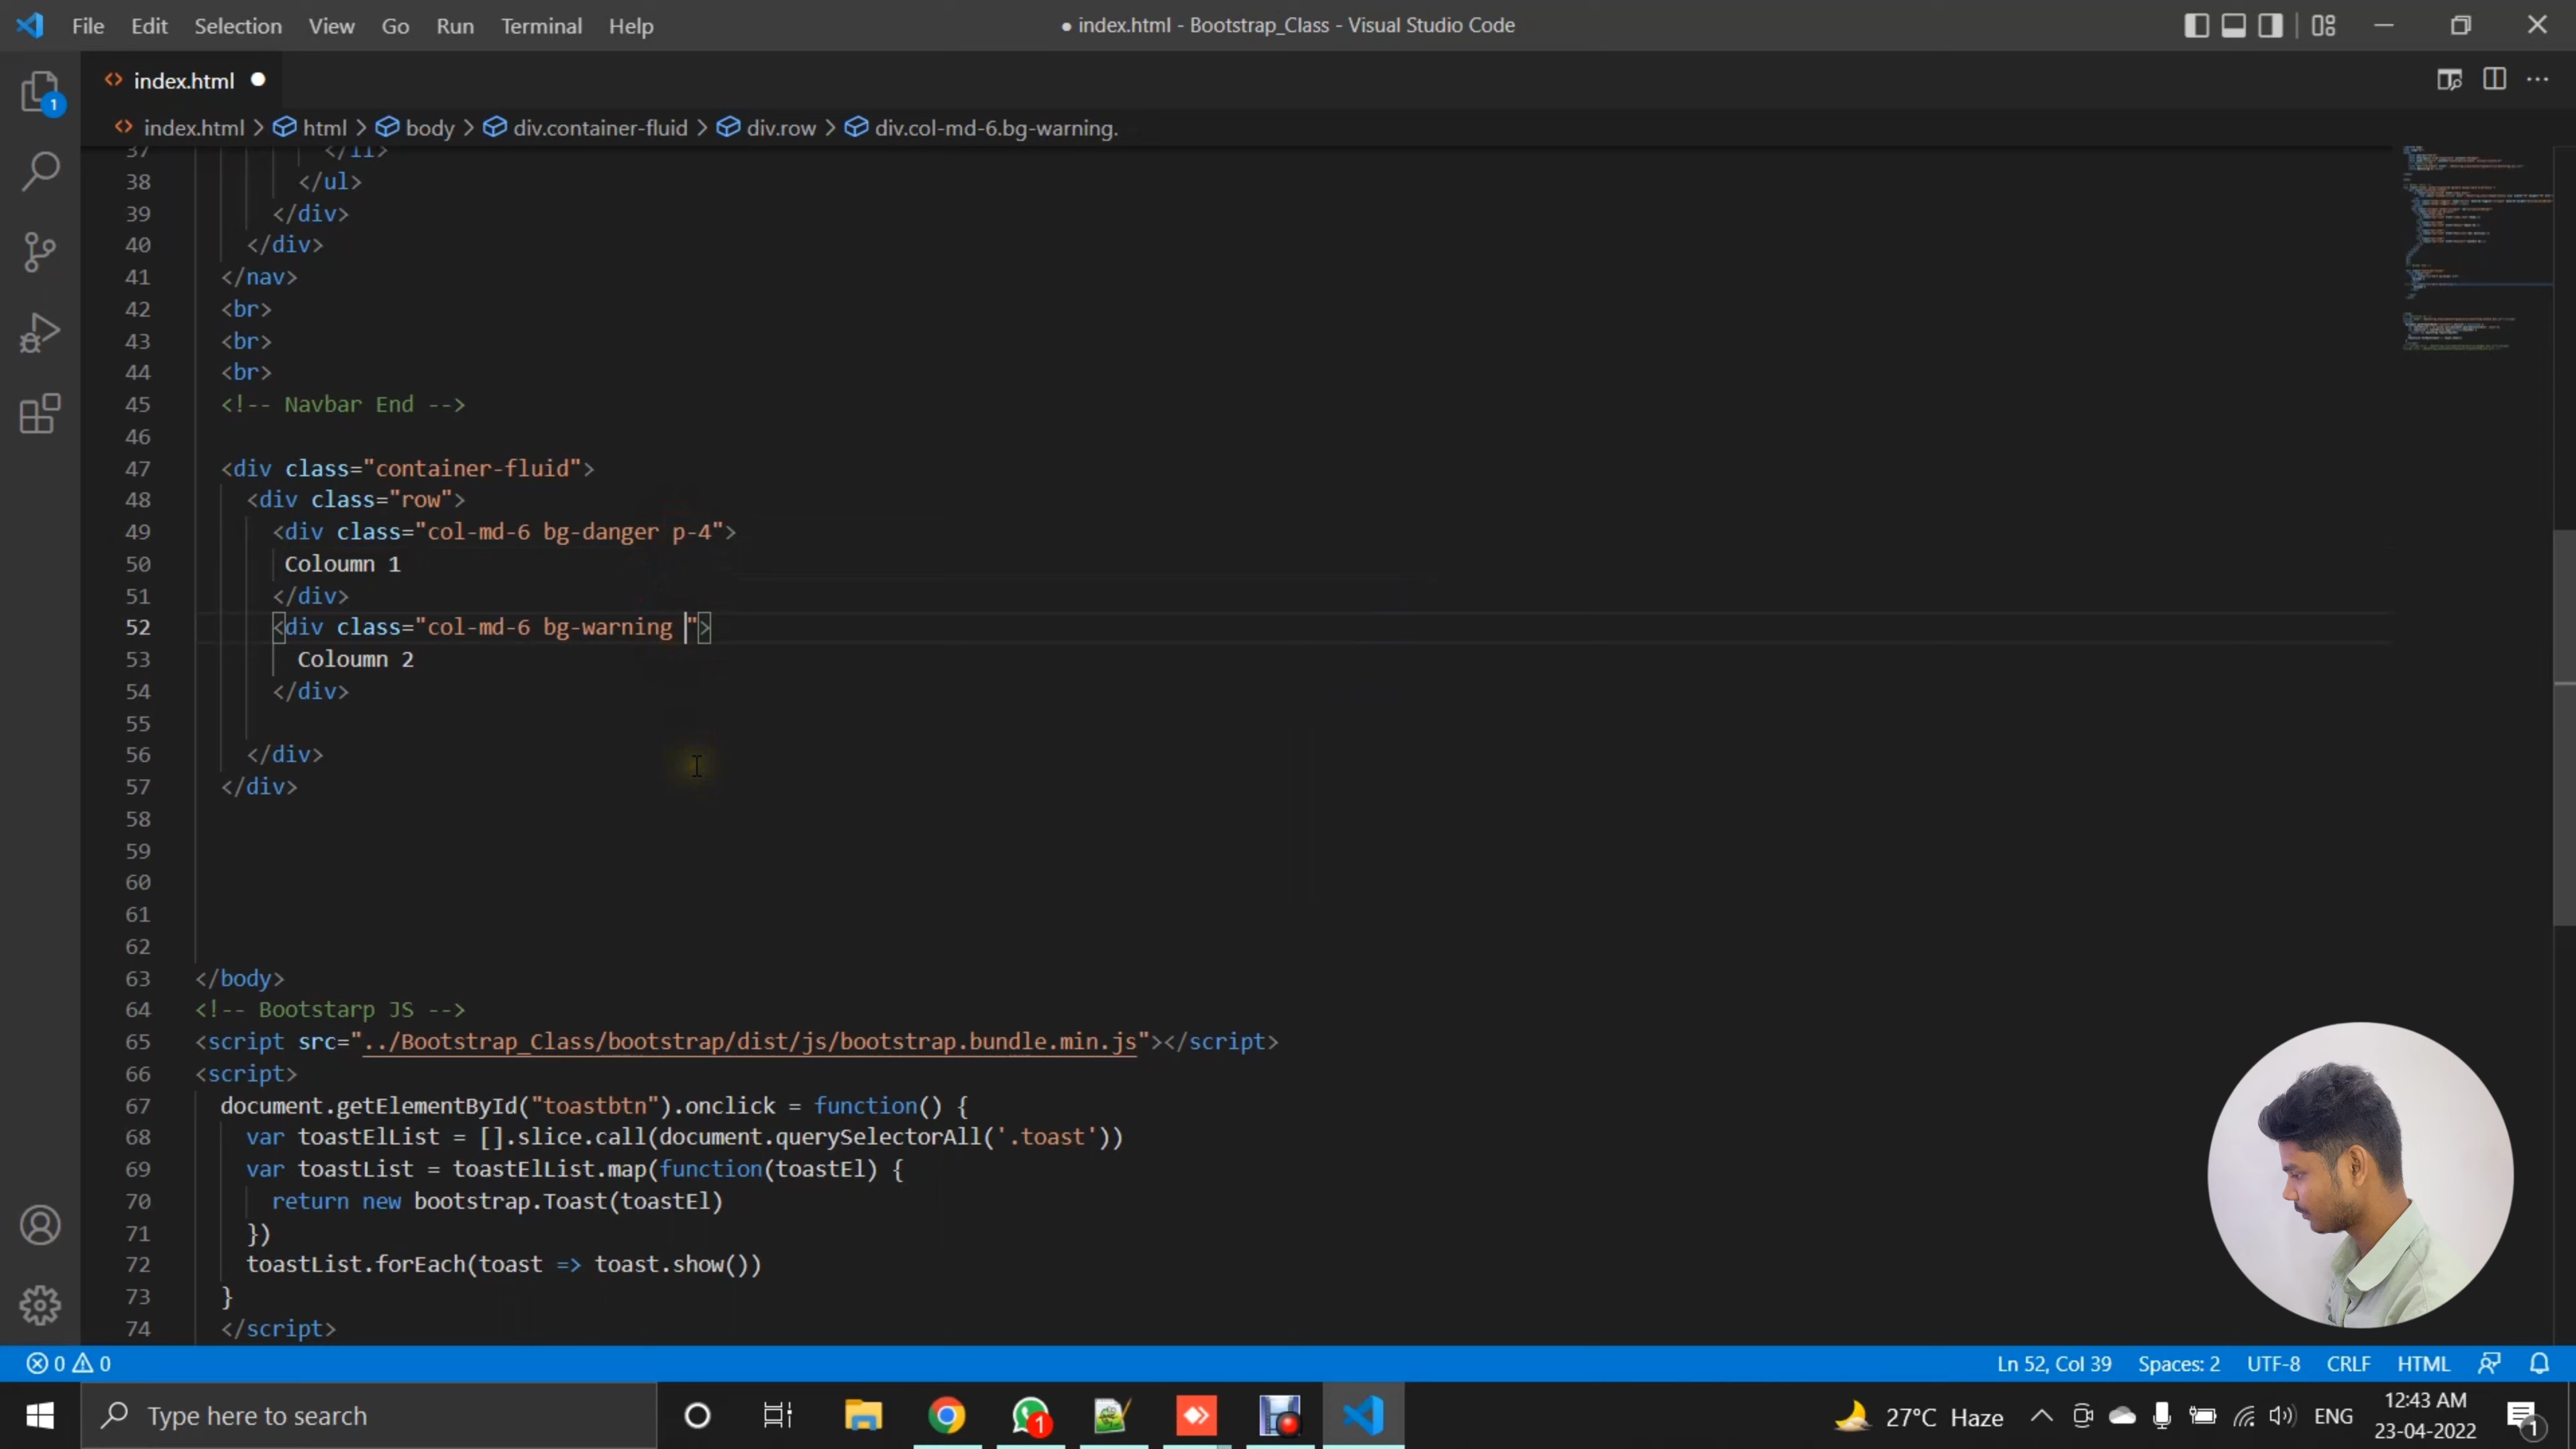 File Edit Selection View Go Run Terminal Help
● index.html - Bootstrap_Class - Visual Studio Code
1
<> index.html ●
<> index.html > html > body > div.container-fluid > div.row > div.col-md-6.bg-warning.
37 </li>
38 </ul>
39 </div>
40 </div>
41 </nav>
42 <br>
43 <br>
44 <br>
45 <!-- Navbar End -->
46
47 <div class="container-fluid">
48 <div class="row">
49 <div class="col-md-6 bg-danger p-4">
50 Coloumn 1
51 </div>
52 <div class="col-md-6 bg-warning ">
53 Coloumn 2
54 </div>
55
56 </div>
57 </div>
58
59
60
61
62
63 </body>
64 <!-- Bootstarp JS -->
65 <script src="../Bootstrap_Class/bootstrap/dist/js/bootstrap.bundle.min.js"></script>
66 <script>
67 document.getElementById("toastbtn").onclick = function() {
68 var toastElList = [].slice.call(document.querySelectorAll('.toast'))
69 var toastList = toastElList.map(function(toastEl) {
70 return new bootstrap.Toast(toastEl)
71 })
72 toastList.forEach(toast => toast.show())
73 }
74 </script>
0 0
Ln 52, Col 39 Spaces: 2 UTF-8 CRLF HTML
Type here to search
1
27°C Haze
ENG
12:43 AM
23-04-2022
1